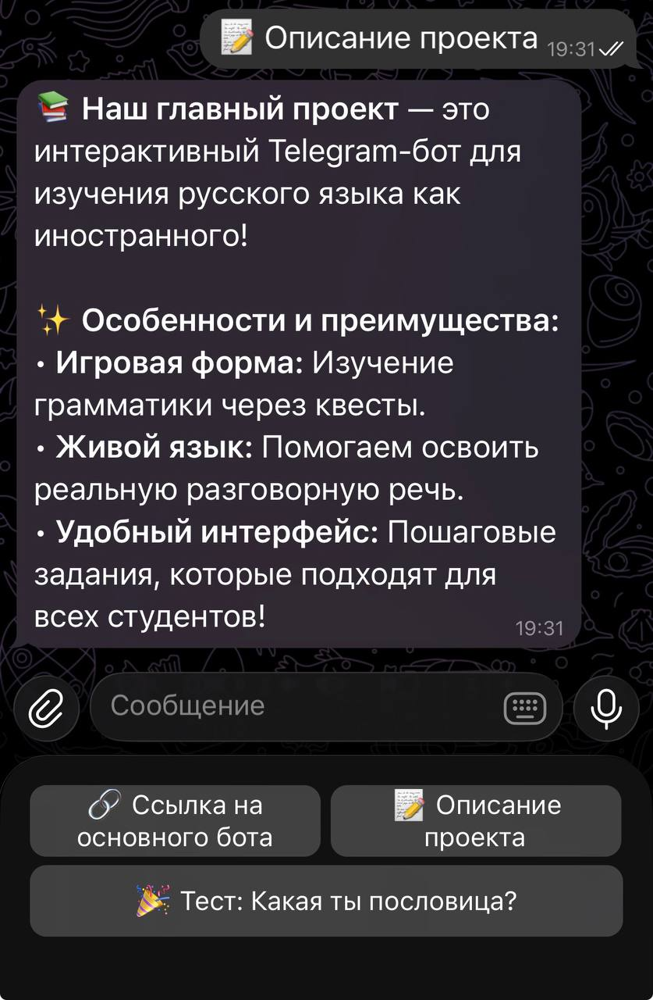 📝 Описание проекта 19:31
📚 Наш главный проект — это
интерактивный Telegram-бот для
изучения русского языка как
иностранного!
✨ Особенности и преимущества:
• Игровая форма: Изучение
грамматики через квесты.
• Живой язык: Помогаем освоить
реальную разговорную речь.
• Удобный интерфейс: Пошаговые
задания, которые подходят для
всех студентов!
19:31
Сообщение
🔗 Ссылка на
основного бота
📝 Описание
проекта
🎉 Тест: Какая ты пословица?